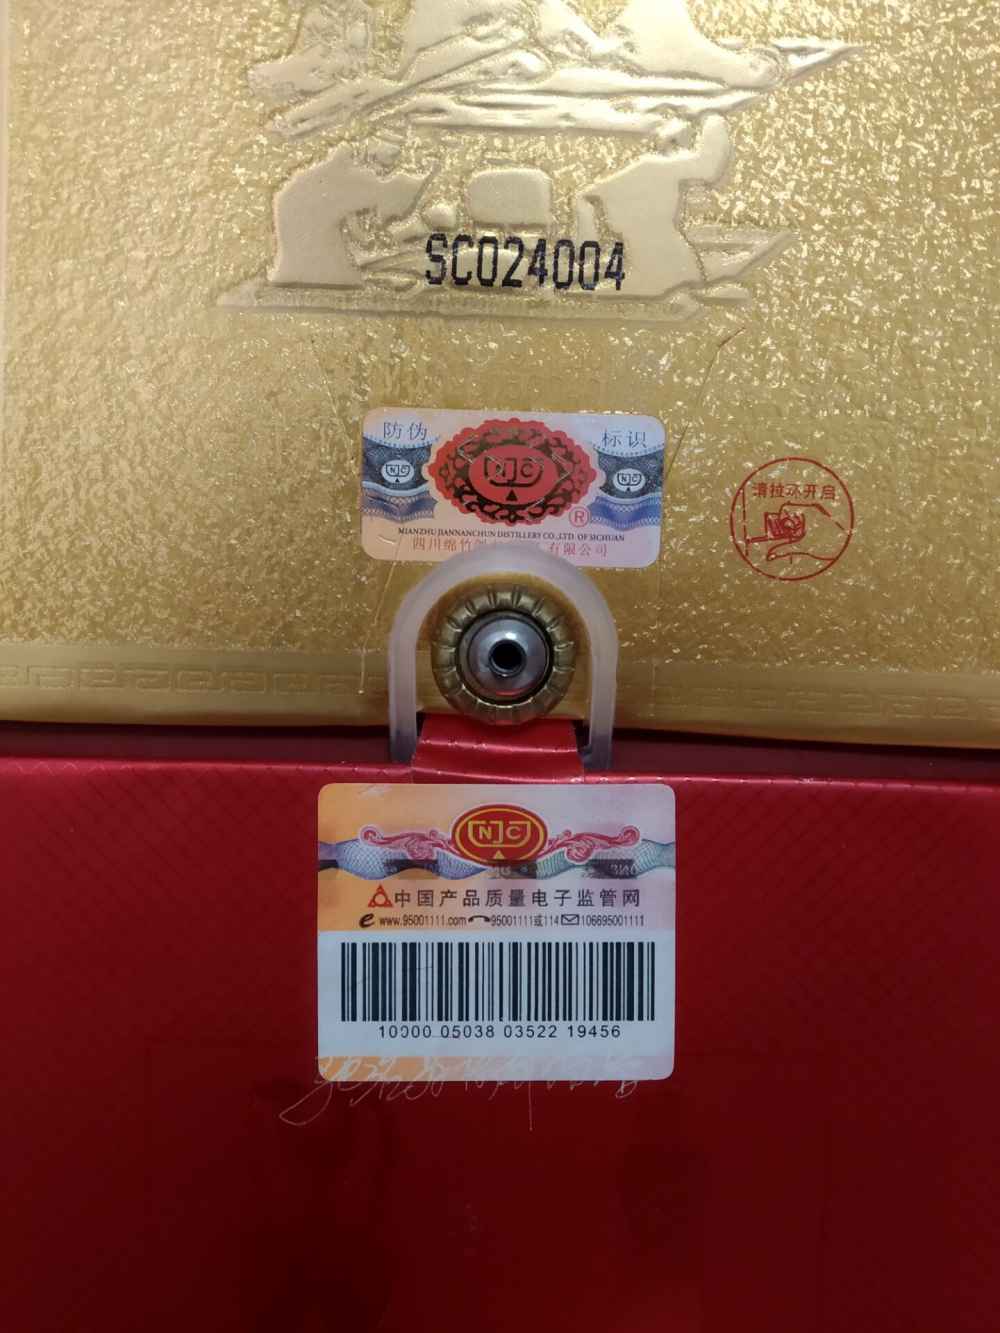 SC024004
防伪
标识
NJC
NJC
NJC
®
MIANZHU JIANNANCHUN DISTILLERY CO.,LTD. OF SICHUAN
四川绵竹剑 有限公司
请拉环开启
NJC
中国产品质量电子监管网
www.95001111.com 95001111或114 106695001111
10000 05038 03522 19456